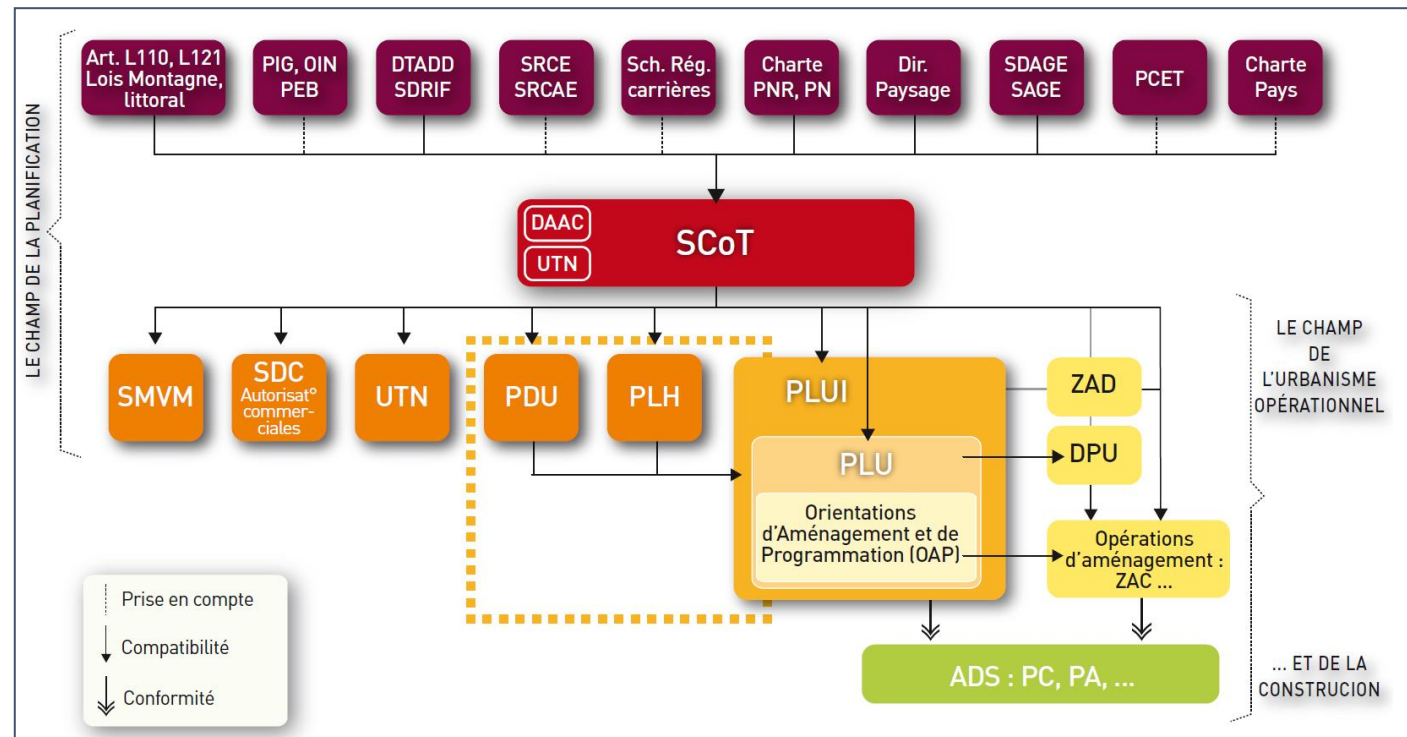 LE CHAMP DE LA PLANIFICATION
Art. L110, L121
Lois Montagne,
littoral
PIG, OIN
PEB
DTADD
SDRIF
SRCE
SRCAE
Sch. Rég.
carrières
Charte
PNR, PN
Dir.
Paysage
SDAGE
SAGE
PCET
Charte
Pays
DAAC
UTN
SCoT
SMVM
SDC
Autorisat°
commer-
ciales
UTN
PDU
PLH
PLUI
PLU
Orientations
d'Aménagement et de
Programmation (OAP)
ZAD
DPU
Opérations
d'aménagement :
ZAC ...
LE CHAMP
DE
L'URBANISME
OPÉRATIONNEL
... ET DE LA
CONSTRUCION
ADS : PC, PA, ...
Prise en compte
Compatibilité
Conformité